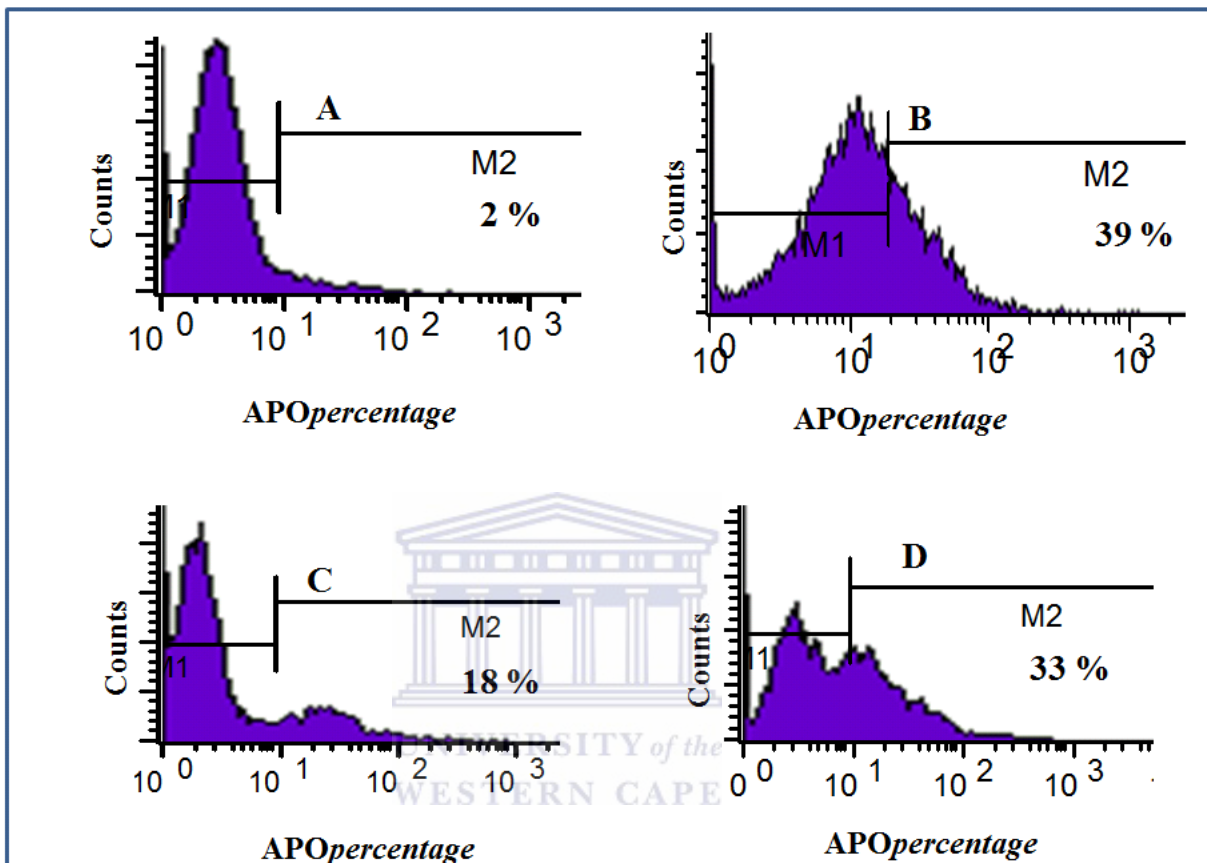 A
M2
2 %
M1
Counts
10^0 10^1 10^2 10^3
APOpercentage
B
M2
39 %
M1
Counts
10^0 10^1 10^2 10^3
APOpercentage
C
M2
18 %
M1
Counts
10^0 10^1 10^2 10^3
APOpercentage
D
M2
33 %
M1
Counts
0 10^1 10^2 10^3
APOpercentage
UNIVERSITY of the
WESTERN CAPE